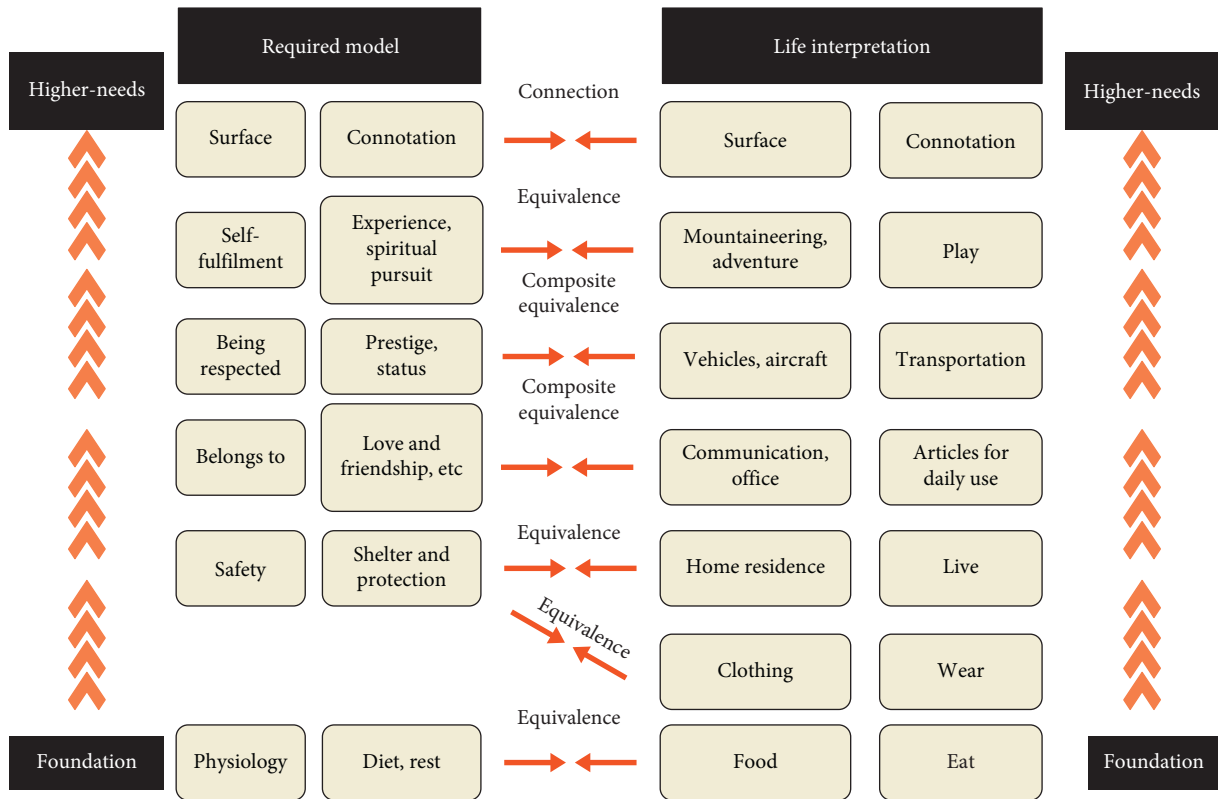 Required model
Life interpretation
Higher-needs
Higher-needs
Connection
Surface
Connotation
Surface
Connotation
Equivalence
Self-
fulfilment
Experience,
spiritual
pursuit
Mountaineering,
adventure
Play
Composite
equivalence
Being
respected
Prestige,
status
Vehicles, aircraft
Transportation
Composite
equivalence
Belongs to
Love and
friendship, etc
Communication,
office
Articles for
daily use
Equivalence
Safety
Shelter and
protection
Home residence
Live
Equivalence
Clothing
Wear
Equivalence
Foundation
Physiology
Diet, rest
Food
Eat
Foundation